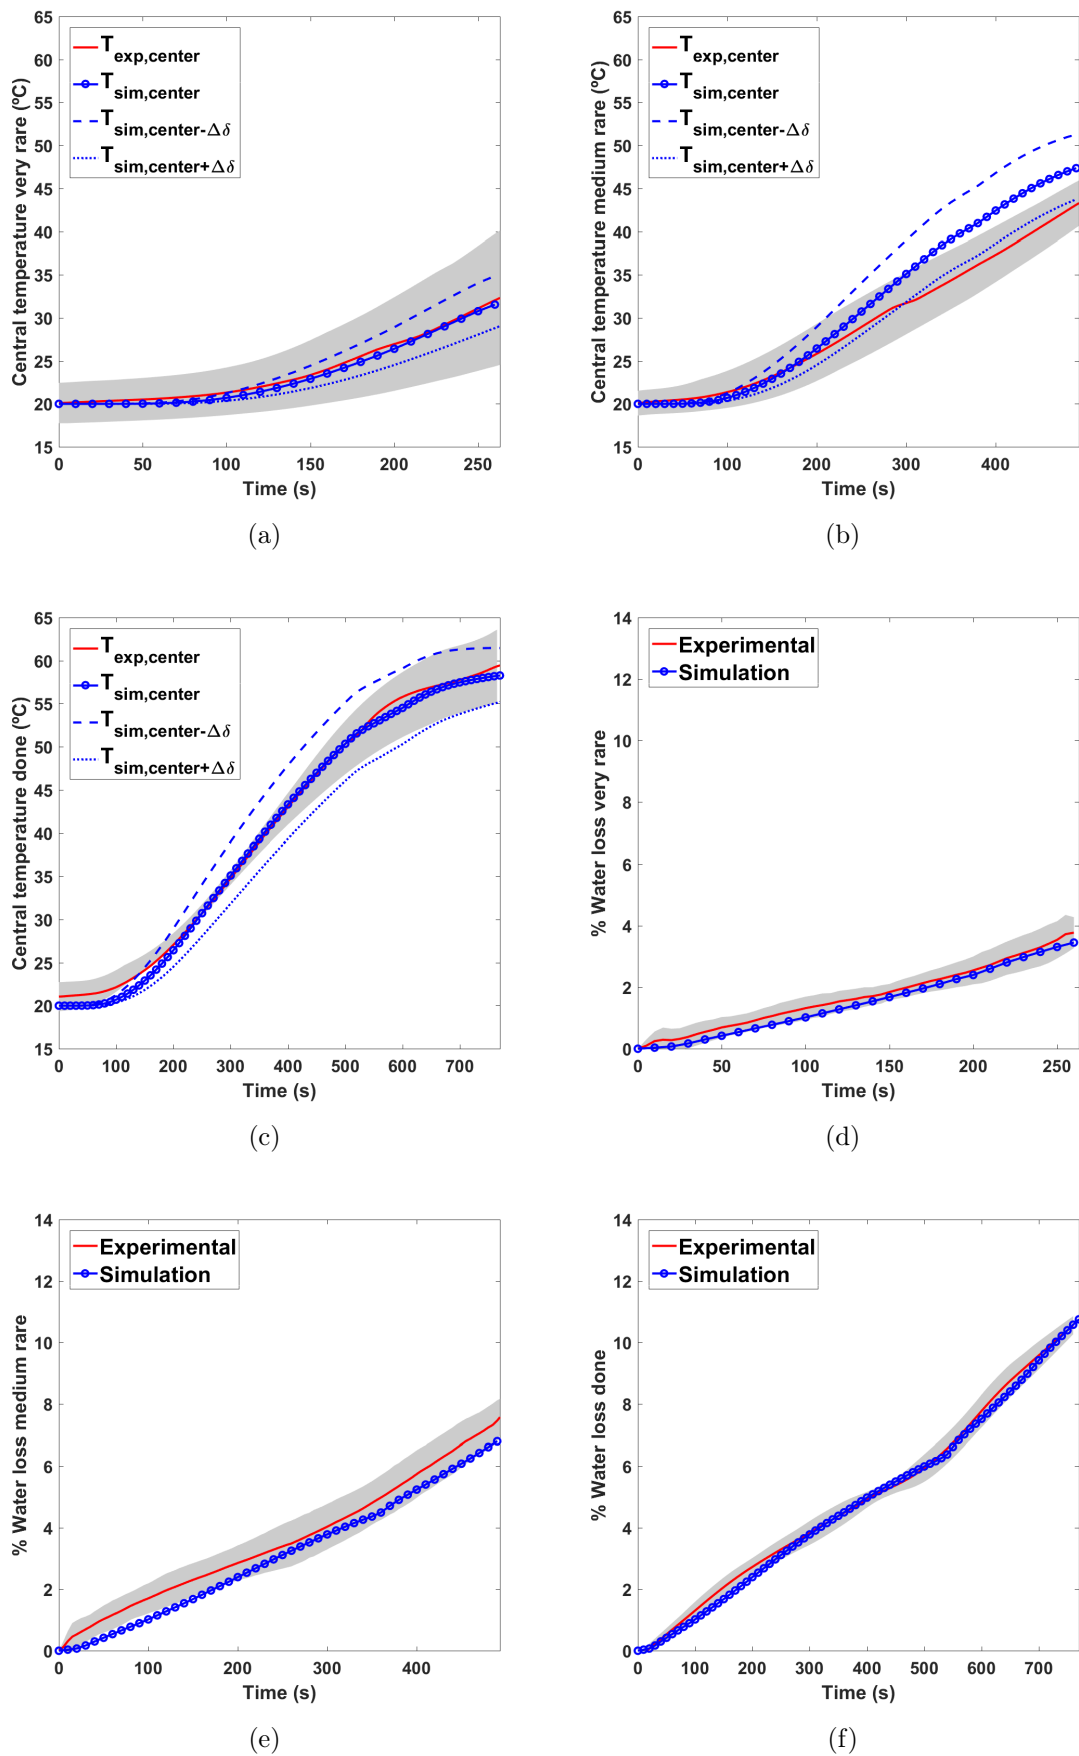 65
60
55
50
45
40
35
30
25
20
15
Central temperature very rare (ºC)
T exp,center
T sim,center
T sim,center-Δδ
T sim,center+Δδ
0 50 100 150 200 250
Time (s)
(a)
65
60
55
50
45
40
35
30
25
20
15
Central temperature medium rare (ºC)
T exp,center
T sim,center
T sim,center-Δδ
T sim,center+Δδ
0 100 200 300 400
Time (s)
(b)
65
60
55
50
45
40
35
30
25
20
15
Central temperature done (ºC)
T exp,center
T sim,center
T sim,center-Δδ
T sim,center+Δδ
0 100 200 300 400 500 600 700
Time (s)
(c)
14
12
10
8
6
4
2
0
% Water loss very rare
Experimental
Simulation
0 50 100 150 200 250
Time (s)
(d)
14
12
10
8
6
4
2
0
% Water loss medium rare
Experimental
Simulation
0 100 200 300 400
Time (s)
(e)
14
12
10
8
6
4
2
0
% Water loss done
Experimental
Simulation
0 100 200 300 400 500 600 700
Time (s)
(f)